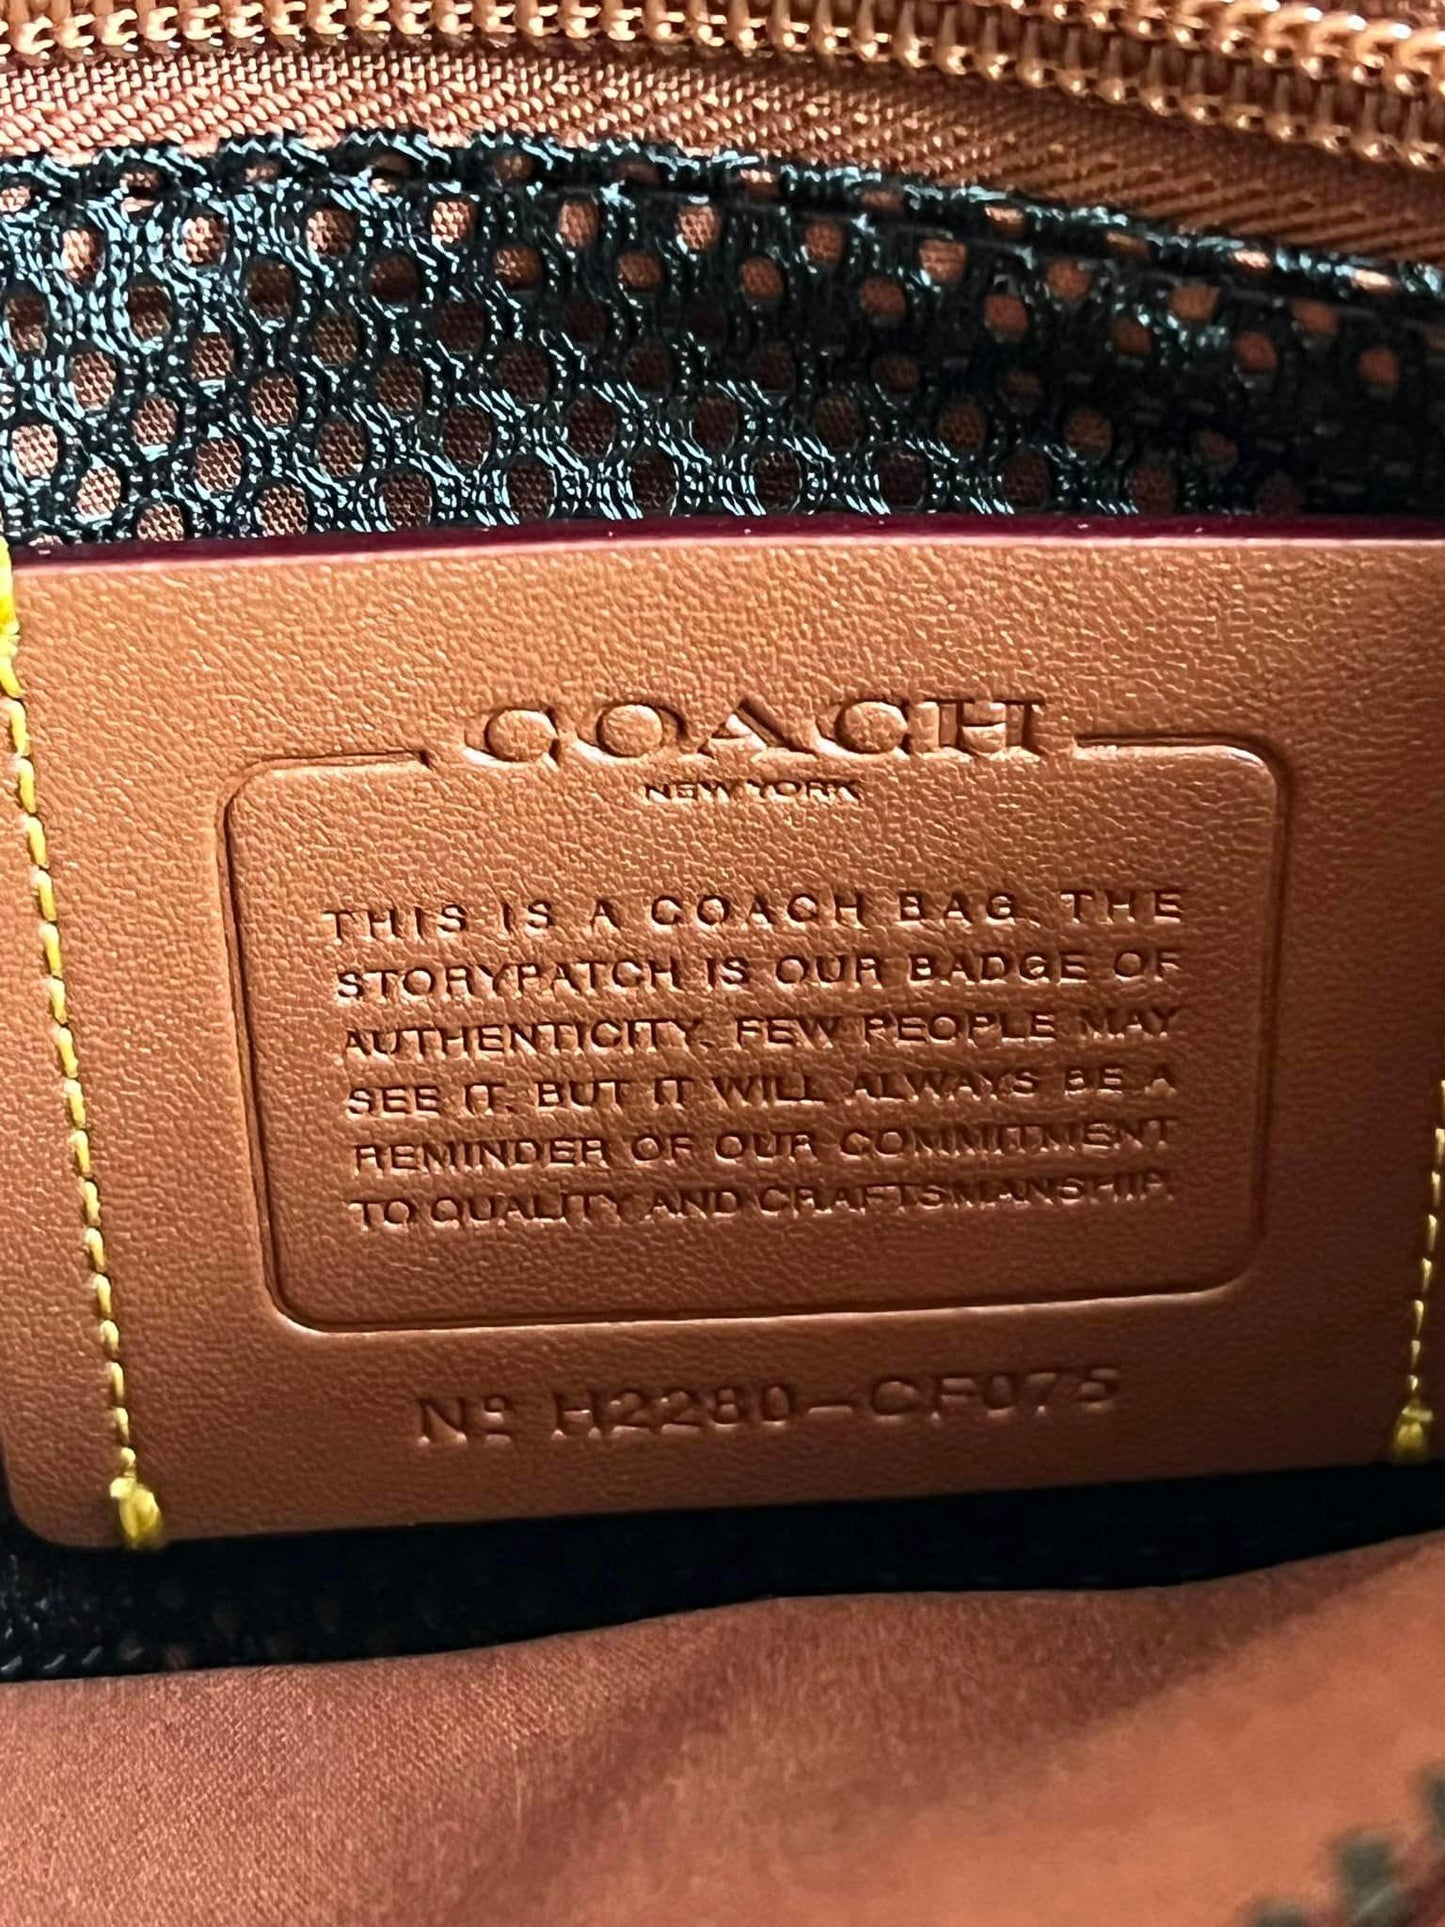 COACH
NEW YORK
THIS IS A COACH BAG. THE
STORYPATCH IS OUR BADGE OF
AUTHENTICITY. FEW PEOPLE MAY
SEE IT. BUT IT WILL ALWAYS BE A
REMINDER OF OUR COMMITMENT
TO QUALITY AND CRAFTSMANSHIP.
Nº H2280-CF075